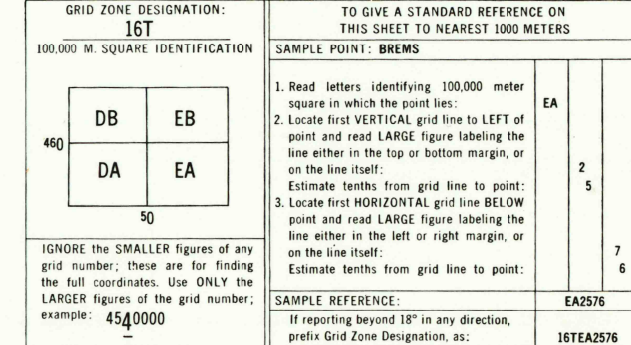 GRID ZONE DESIGNATION:
16T
100,000 M. SQUARE IDENTIFICATION
DB EB
460
DA EA
50
IGNORE the SMALLER figures of any
grid number; these are for finding
the full coordinates. Use ONLY the
LARGER figures of the grid number;
example: 4540000
TO GIVE A STANDARD REFERENCE ON
THIS SHEET TO NEAREST 1000 METERS
SAMPLE POINT: BREMS
1. Read letters identifying 100,000 meter
square in which the point lies: EA
2. Locate first VERTICAL grid line to LEFT of
point and read LARGE figure labeling the
line either in the top or bottom margin, or
on the line itself: 2
Estimate tenths from grid line to point: 5
3. Locate first HORIZONTAL grid line BELOW
point and read LARGE figure labeling the
line either in the left or right margin, or
on the line itself: 7
Estimate tenths from grid line to point: 6
SAMPLE REFERENCE: EA2576
If reporting beyond 18° in any direction,
prefix Grid Zone Designation, as: 16TEA2576